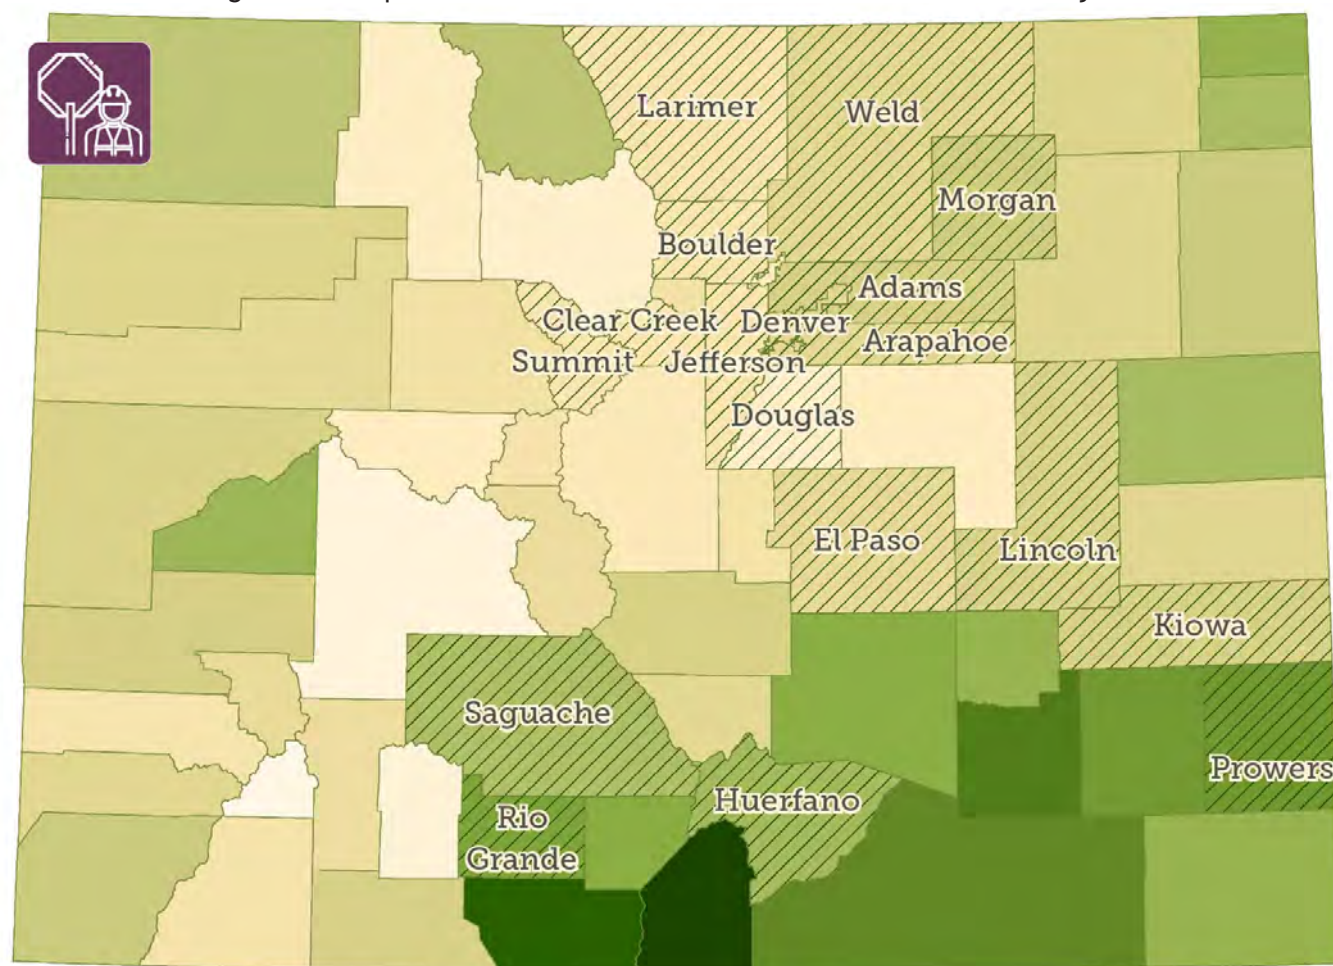 Larimer
Weld
Morgan
Boulder
Adams
Clear Creek
Denver
Arapahoe
Summit
Jefferson
Douglas
El Paso
Lincoln
Kiowa
Saguache
Prowers
Huerfano
Rio
Grande